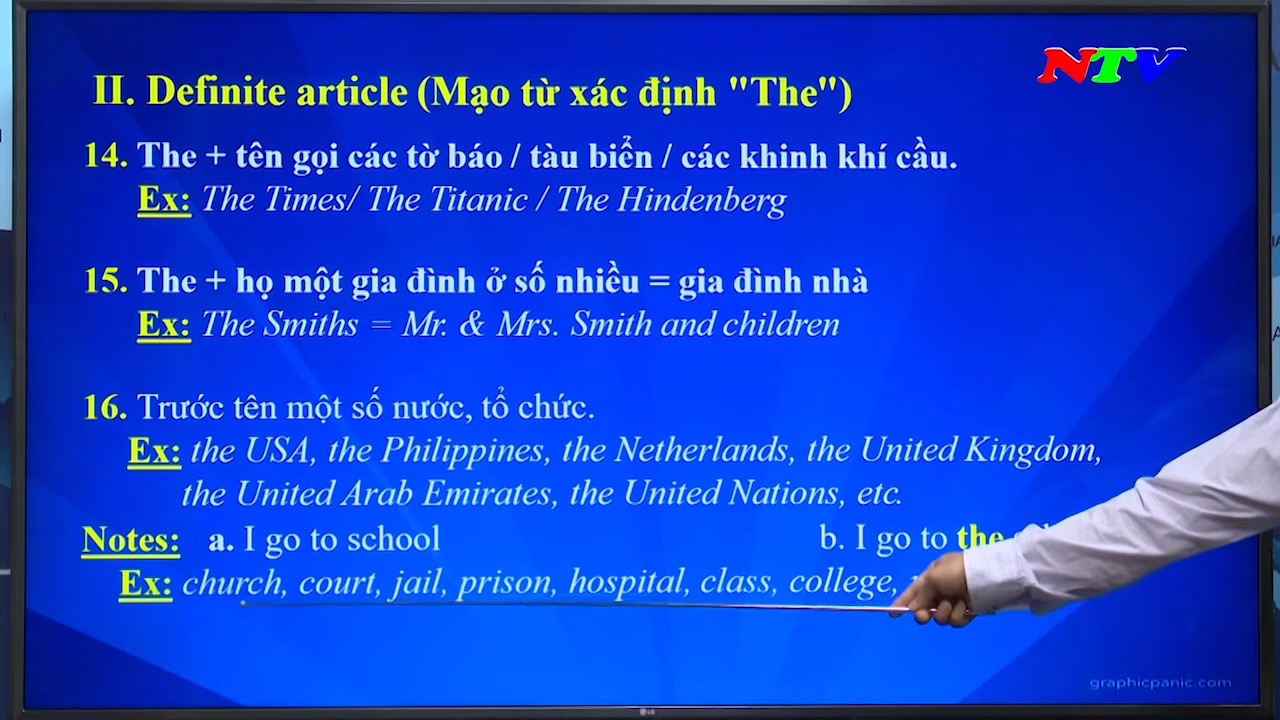 NTV
II. Definite article (Mạo từ xác định "The")
14. The + tên gọi các tờ báo / tàu biển / các khinh khí cầu.
Ex: The Times/ The Titanic / The Hindenberg
15. The + họ một gia đình ở số nhiều = gia đình nhà
Ex: The Smiths = Mr. & Mrs. Smith and children
16. Trước tên một số nước, tổ chức.
Ex: the USA, the Philippines, the Netherlands, the United Kingdom,
the United Arab Emirates, the United Nations, etc.
Notes: a. I go to school b. I go to the
Ex: church, court, jail, prison, hospital, class, college,
graphicpanic.com
LG